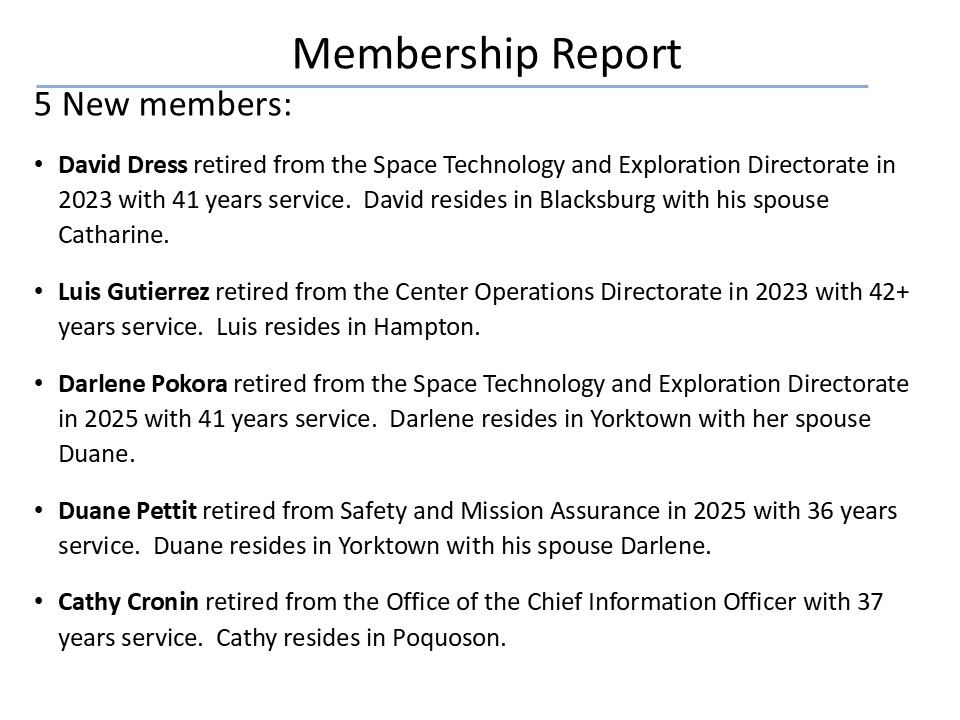 Membership Report
5 New members:
• David Dress retired from the Space Technology and Exploration Directorate in
2023 with 41 years service.  David resides in Blacksburg with his spouse
Catharine.
• Luis Gutierrez retired from the Center Operations Directorate in 2023 with 42+
years service.  Luis resides in Hampton.
• Darlene Pokora retired from the Space Technology and Exploration Directorate
in 2025 with 41 years service.  Darlene resides in Yorktown with her spouse
Duane.
• Duane Pettit retired from Safety and Mission Assurance in 2025 with 36 years
service.  Duane resides in Yorktown with his spouse Darlene.
• Cathy Cronin retired from the Office of the Chief Information Officer with 37
years service.  Cathy resides in Poquoson.